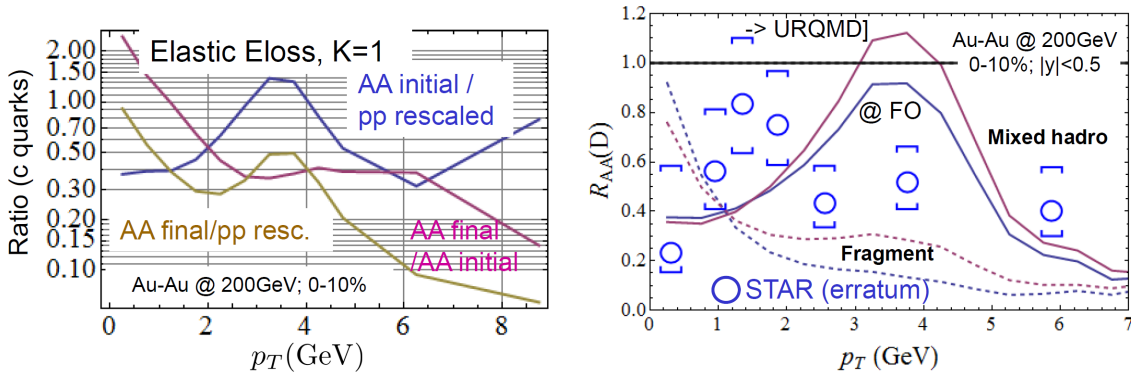 Elastic Eloss, K=1
AA initial /
pp rescaled
AA final/pp resc.
AA final
/AA initial
Au-Au @ 200GeV; 0-10%
Ratio (c quarks)
2.00
1.50
1.00
0.70
0.50
0.30
0.20
0.15
0.10
0 2 4 6 8
p_T (GeV)
-> URQMD]
Au-Au @ 200GeV
0-10%; |y|<0.5
@ FO
Mixed hadro
Fragment
STAR (erratum)
R_AA(D)
1.2
1.0
0.8
0.6
0.4
0.2
0.0
0 1 2 3 4 5 6 7
p_T (GeV)